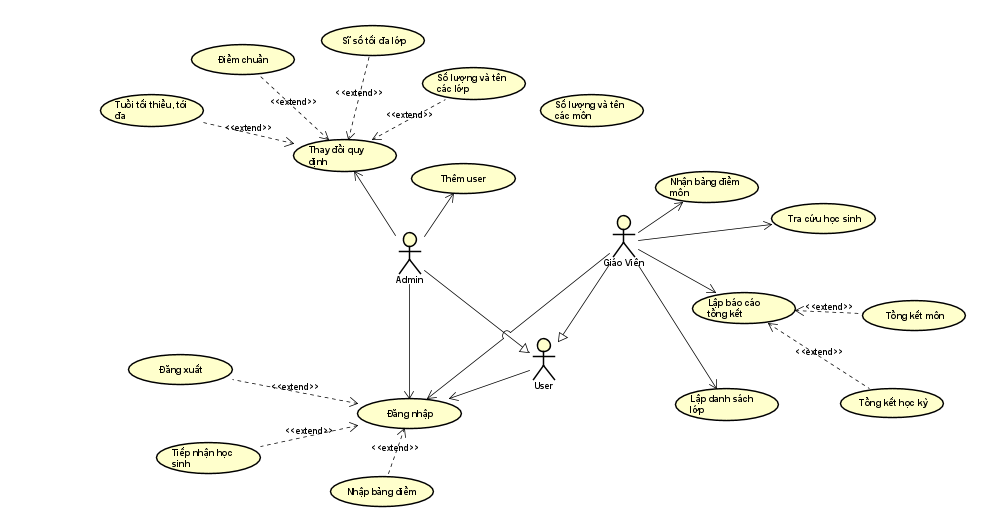 Sĩ số tối đa lớp
Điểm chuẩn
Số lượng và tên
các lớp
<<extend>>
<<extend>>
Tuổi tối thiểu, tối
đa
Số lượng và tên
các môn
<<extend>>
<<extend>>
Thay đổi quy
định
Thêm user
Nhận bảng điểm
môn
Tra cứu học sinh
Giáo Viên
Admin
Lập báo cáo
tổng kết
<<extend>>
Tổng kết môn
<<extend>>
Đăng xuất
<<extend>>
User
Lập danh sách
lớp
Tổng kết học kỳ
Đăng nhập
<<extend>>
<<extend>>
Tiếp nhận học
sinh
Nhập bảng điểm